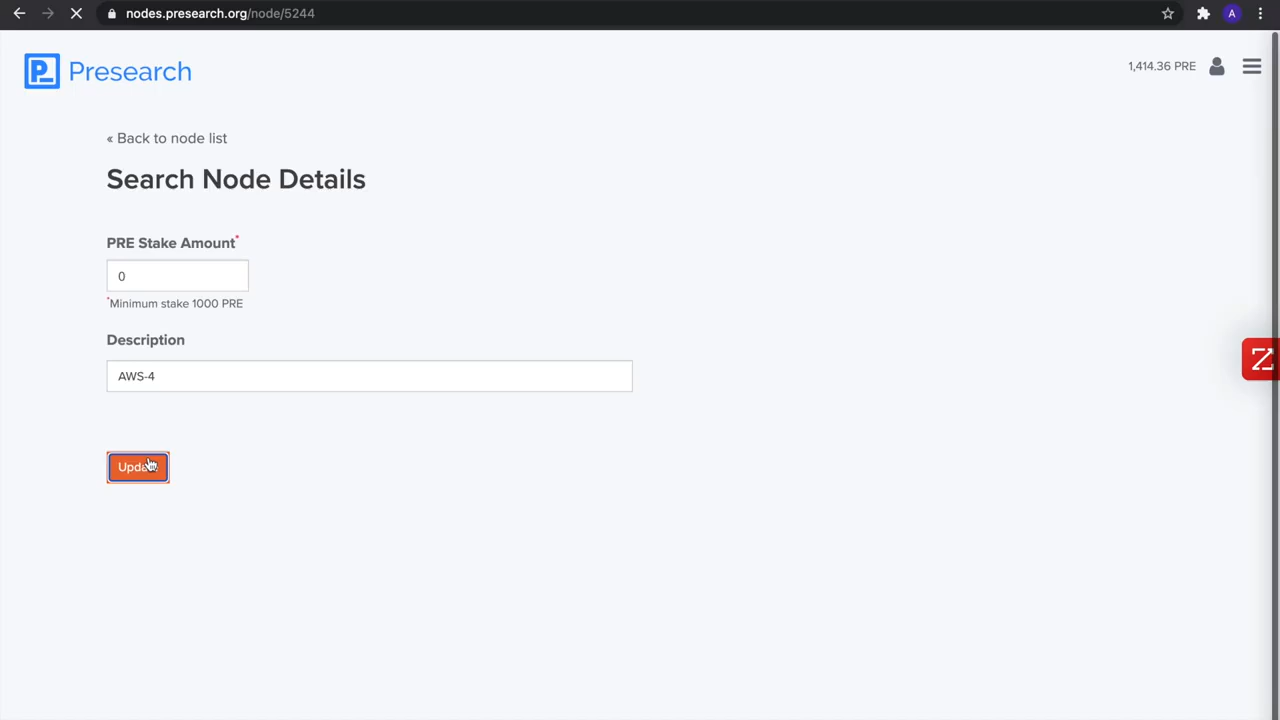 nodes.presearch.org/node/5244
A
Presearch
1,414.36 PRE
« Back to node list
Search Node Details
PRE Stake Amount*
0
*Minimum stake 1000 PRE
Description
AWS-4